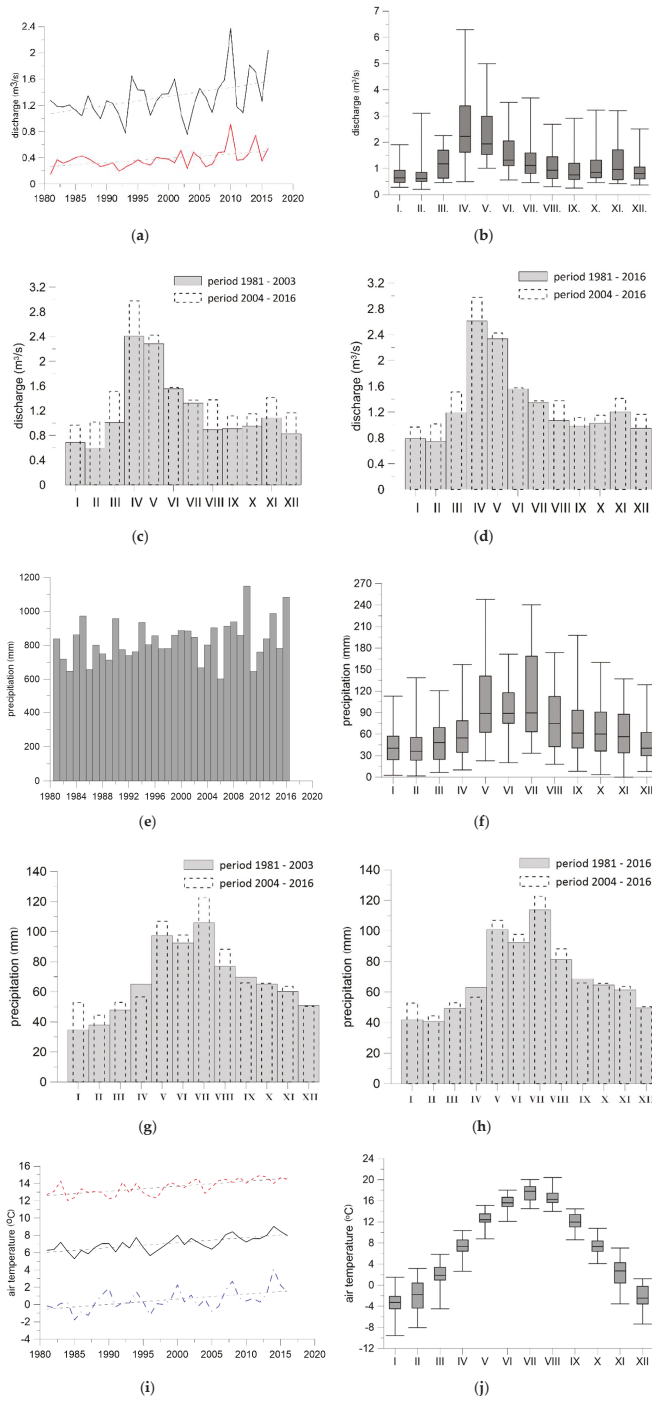 2.4
2
1.6
1.2
0.8
0.4
0
discharge (m3/s)
1980 1985 1990 1995 2000 2005 2010 2015 2020
(a)
7
6
5
4
3
2
1
0
discharge (m³/s)
I. II. III. IV. V. VI. VII. VIII. IX. X. XI. XII.
(b)
period 1981 - 2003
period 2004 - 2016
3.2
2.8
2.4
2
1.6
1.2
0.8
0.4
0
discharge (m³/s)
I II III IV V VI VII VIII IX X XI XII
(c)
period 1981 - 2016
period 2004 - 2016
3.2
2.8
2.4
2
1.6
1.2
0.8
0.4
0
discharge (m³/s)
I II III IV V VI VII VIII IX X XI XII
(d)
1200
1000
800
600
400
200
0
precipitation (mm)
1980 1984 1988 1992 1996 2000 2004 2008 2012 2016 2020
(e)
270
240
210
180
150
120
90
60
30
0
precipitation (mm)
I II III IV V VI VII VIII IX X XI XII
(f)
period 1981 - 2003
period 2004 - 2016
140
120
100
80
60
40
20
0
precipitation (mm)
I II III IV V VI VII VIII IX X XI XII
(g)
period 1981 - 2016
period 2004 - 2016
140
120
100
80
60
40
20
0
precipitation (mm)
I II III IV V VI VII VIII IX X XI XII
(h)
16
14
12
10
8
6
4
2
0
-2
-4
air temperature (⁰C)
1980 1985 1990 1995 2000 2005 2010 2015 2020
(i)
24
20
16
12
8
4
0
-4
-8
-12
air temperature (⁰C)
I II III IV V VI VII VIII IX X XI XII
(j)